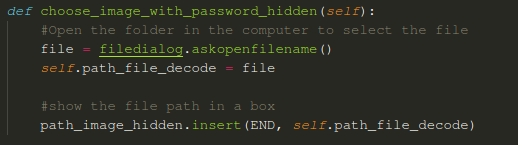 def choose_image_with_password_hidden(self):
    #Open the folder in the computer to select the file
    file = filedialog.askopenfilename()
    self.path_file_decode = file

    #show the file path in a box
    path_image_hidden.insert(END, self.path_file_decode)